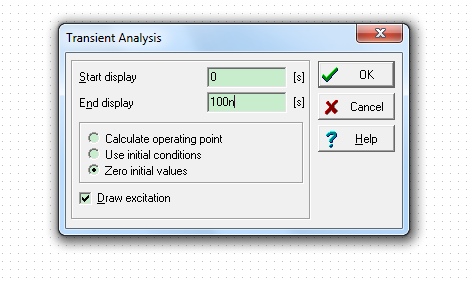 Transient Analysis
Start display 0 [s]
End display 100n [s]
Calculate operating point
Use initial conditions
Zero initial values
Draw excitation
OK
Cancel
? Help